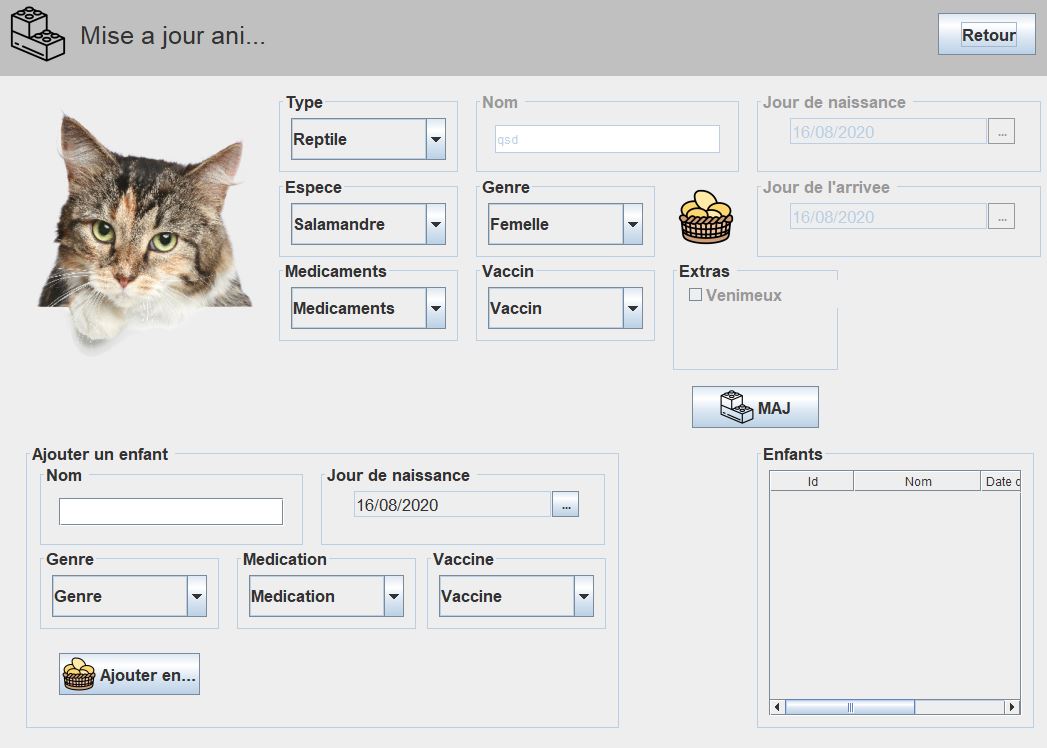 Mise a jour ani...
Retour
Type
Reptile
Nom
qsd
Jour de naissance
16/08/2020
...
Espece
Salamandre
Genre
Femelle
Jour de l'arrivee
16/08/2020
...
Medicaments
Medicaments
Vaccin
Vaccin
Extras
Venimeux
MAJ
Ajouter un enfant
Nom
Jour de naissance
16/08/2020
...
Genre
Genre
Medication
Medication
Vaccine
Vaccine
Ajouter en...
Enfants
Id Nom Date